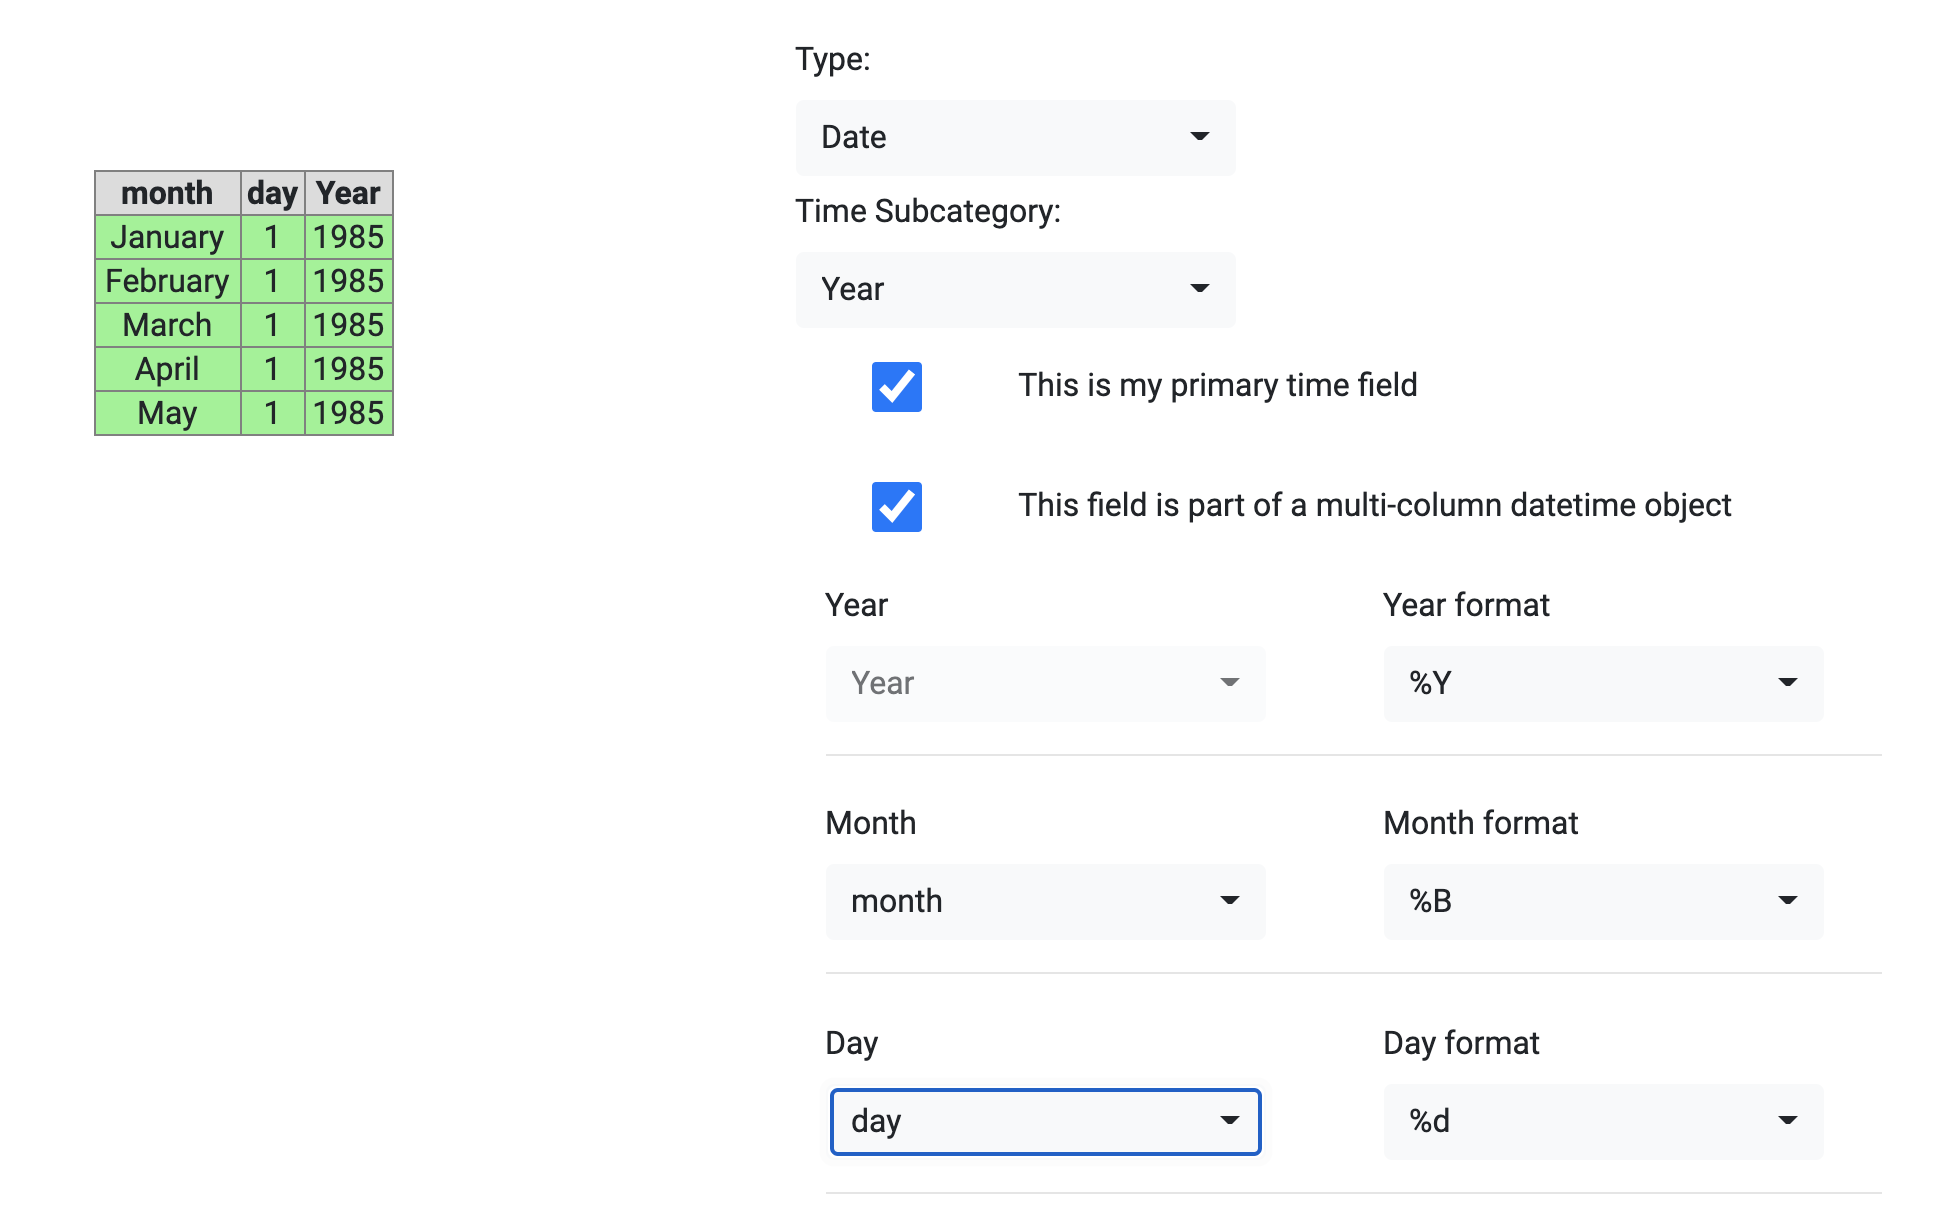 month day Year
January 1 1985
February 1 1985
March 1 1985
April 1 1985
May 1 1985
Type:
Date
Time Subcategory:
Year
This is my primary time field
This field is part of a multi-column datetime object
Year Year format
Year %Y
Month Month format
month %B
Day Day format
day %d